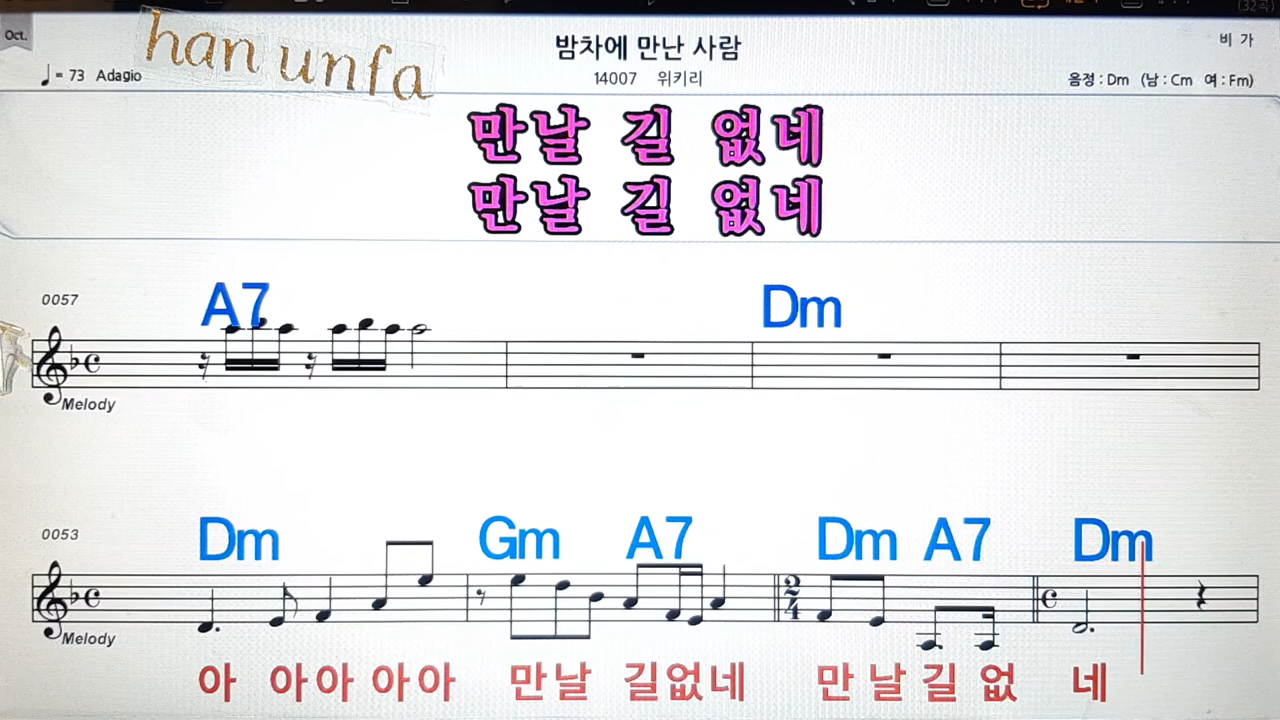 Oct.
han unfa
♩ = 73 Adagio
밤차에 만난 사람
14007 위키리
비 가
음정 : Dm (남 : Cm 여 : Fm)
만날 길 없네
만날 길 없네
0057
A7 Dm
Melody
0053
Dm Gm A7 Dm A7 Dm
2
4
Melody
아 아아 아아 만날 길없네 만 날 길 없 네